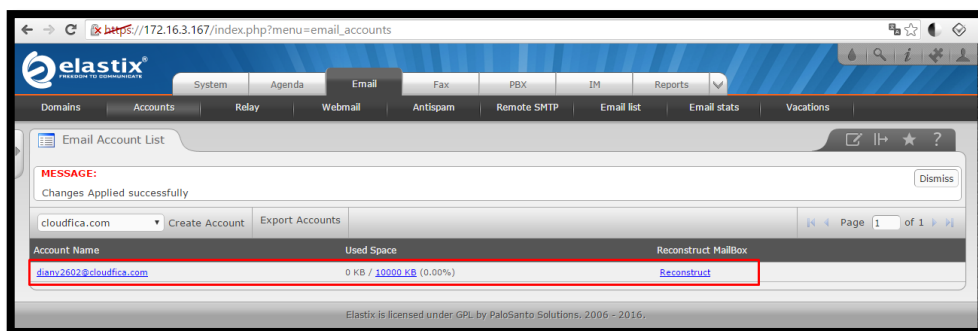 https://172.16.3.167/index.php?menu=email_accounts
elastix®
FREEDOM TO COMMUNICATE
System Agenda Email Fax PBX IM Reports
Domains Accounts Relay Webmail Antispam Remote SMTP Email list Email stats Vacations
Email Account List
MESSAGE:
Dismiss
Changes Applied successfully
cloudfica.com Create Account Export Accounts Page 1 of 1
Account Name Used Space Reconstruct MailBox
diany2602@cloudfica.com 0 KB / 10000 KB (0.00%) Reconstruct
Elastix is licensed under GPL by PaloSanto Solutions. 2006 - 2016.